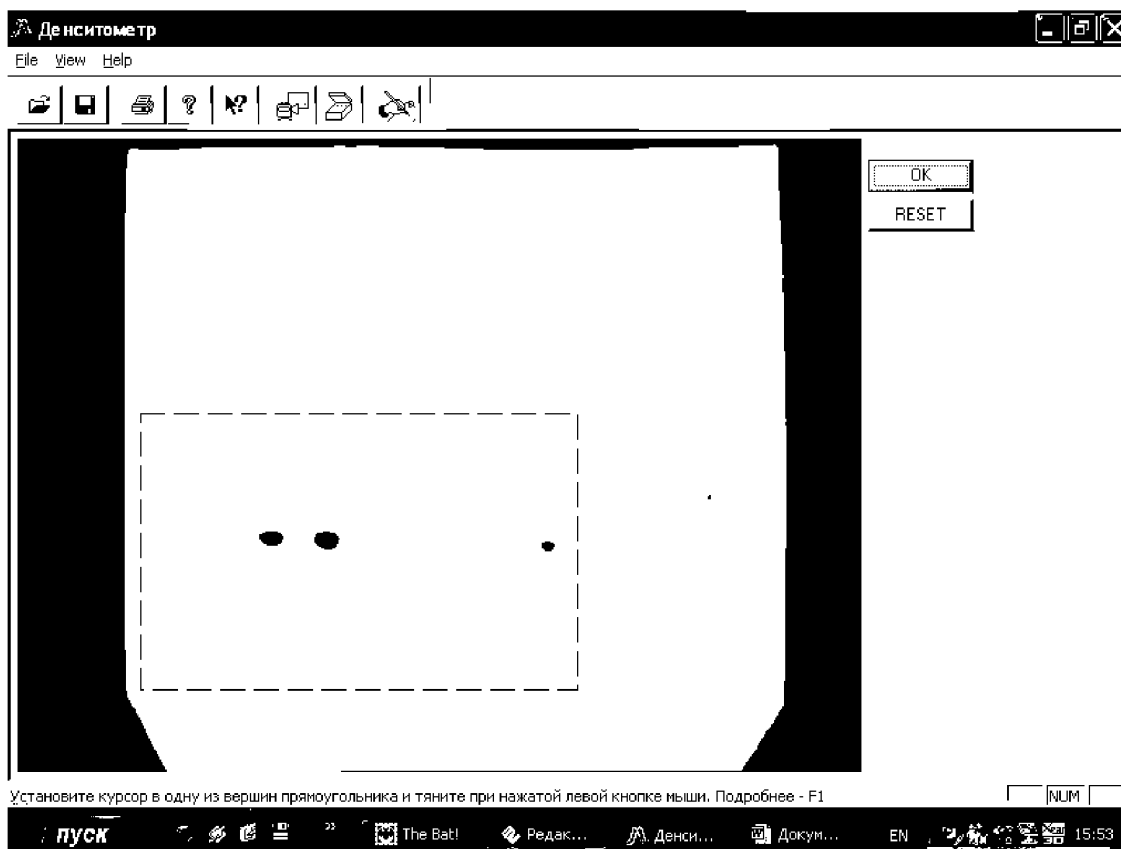 Денситометр
File View Help
OK
RESET
Установите курсор в одну из вершин прямоугольника и тяните при нажатой левой кнопке мыши. Подробнее - F1
NUM
пуск
The Bat!
Редак...
Денси...
Докум...
EN
15:53